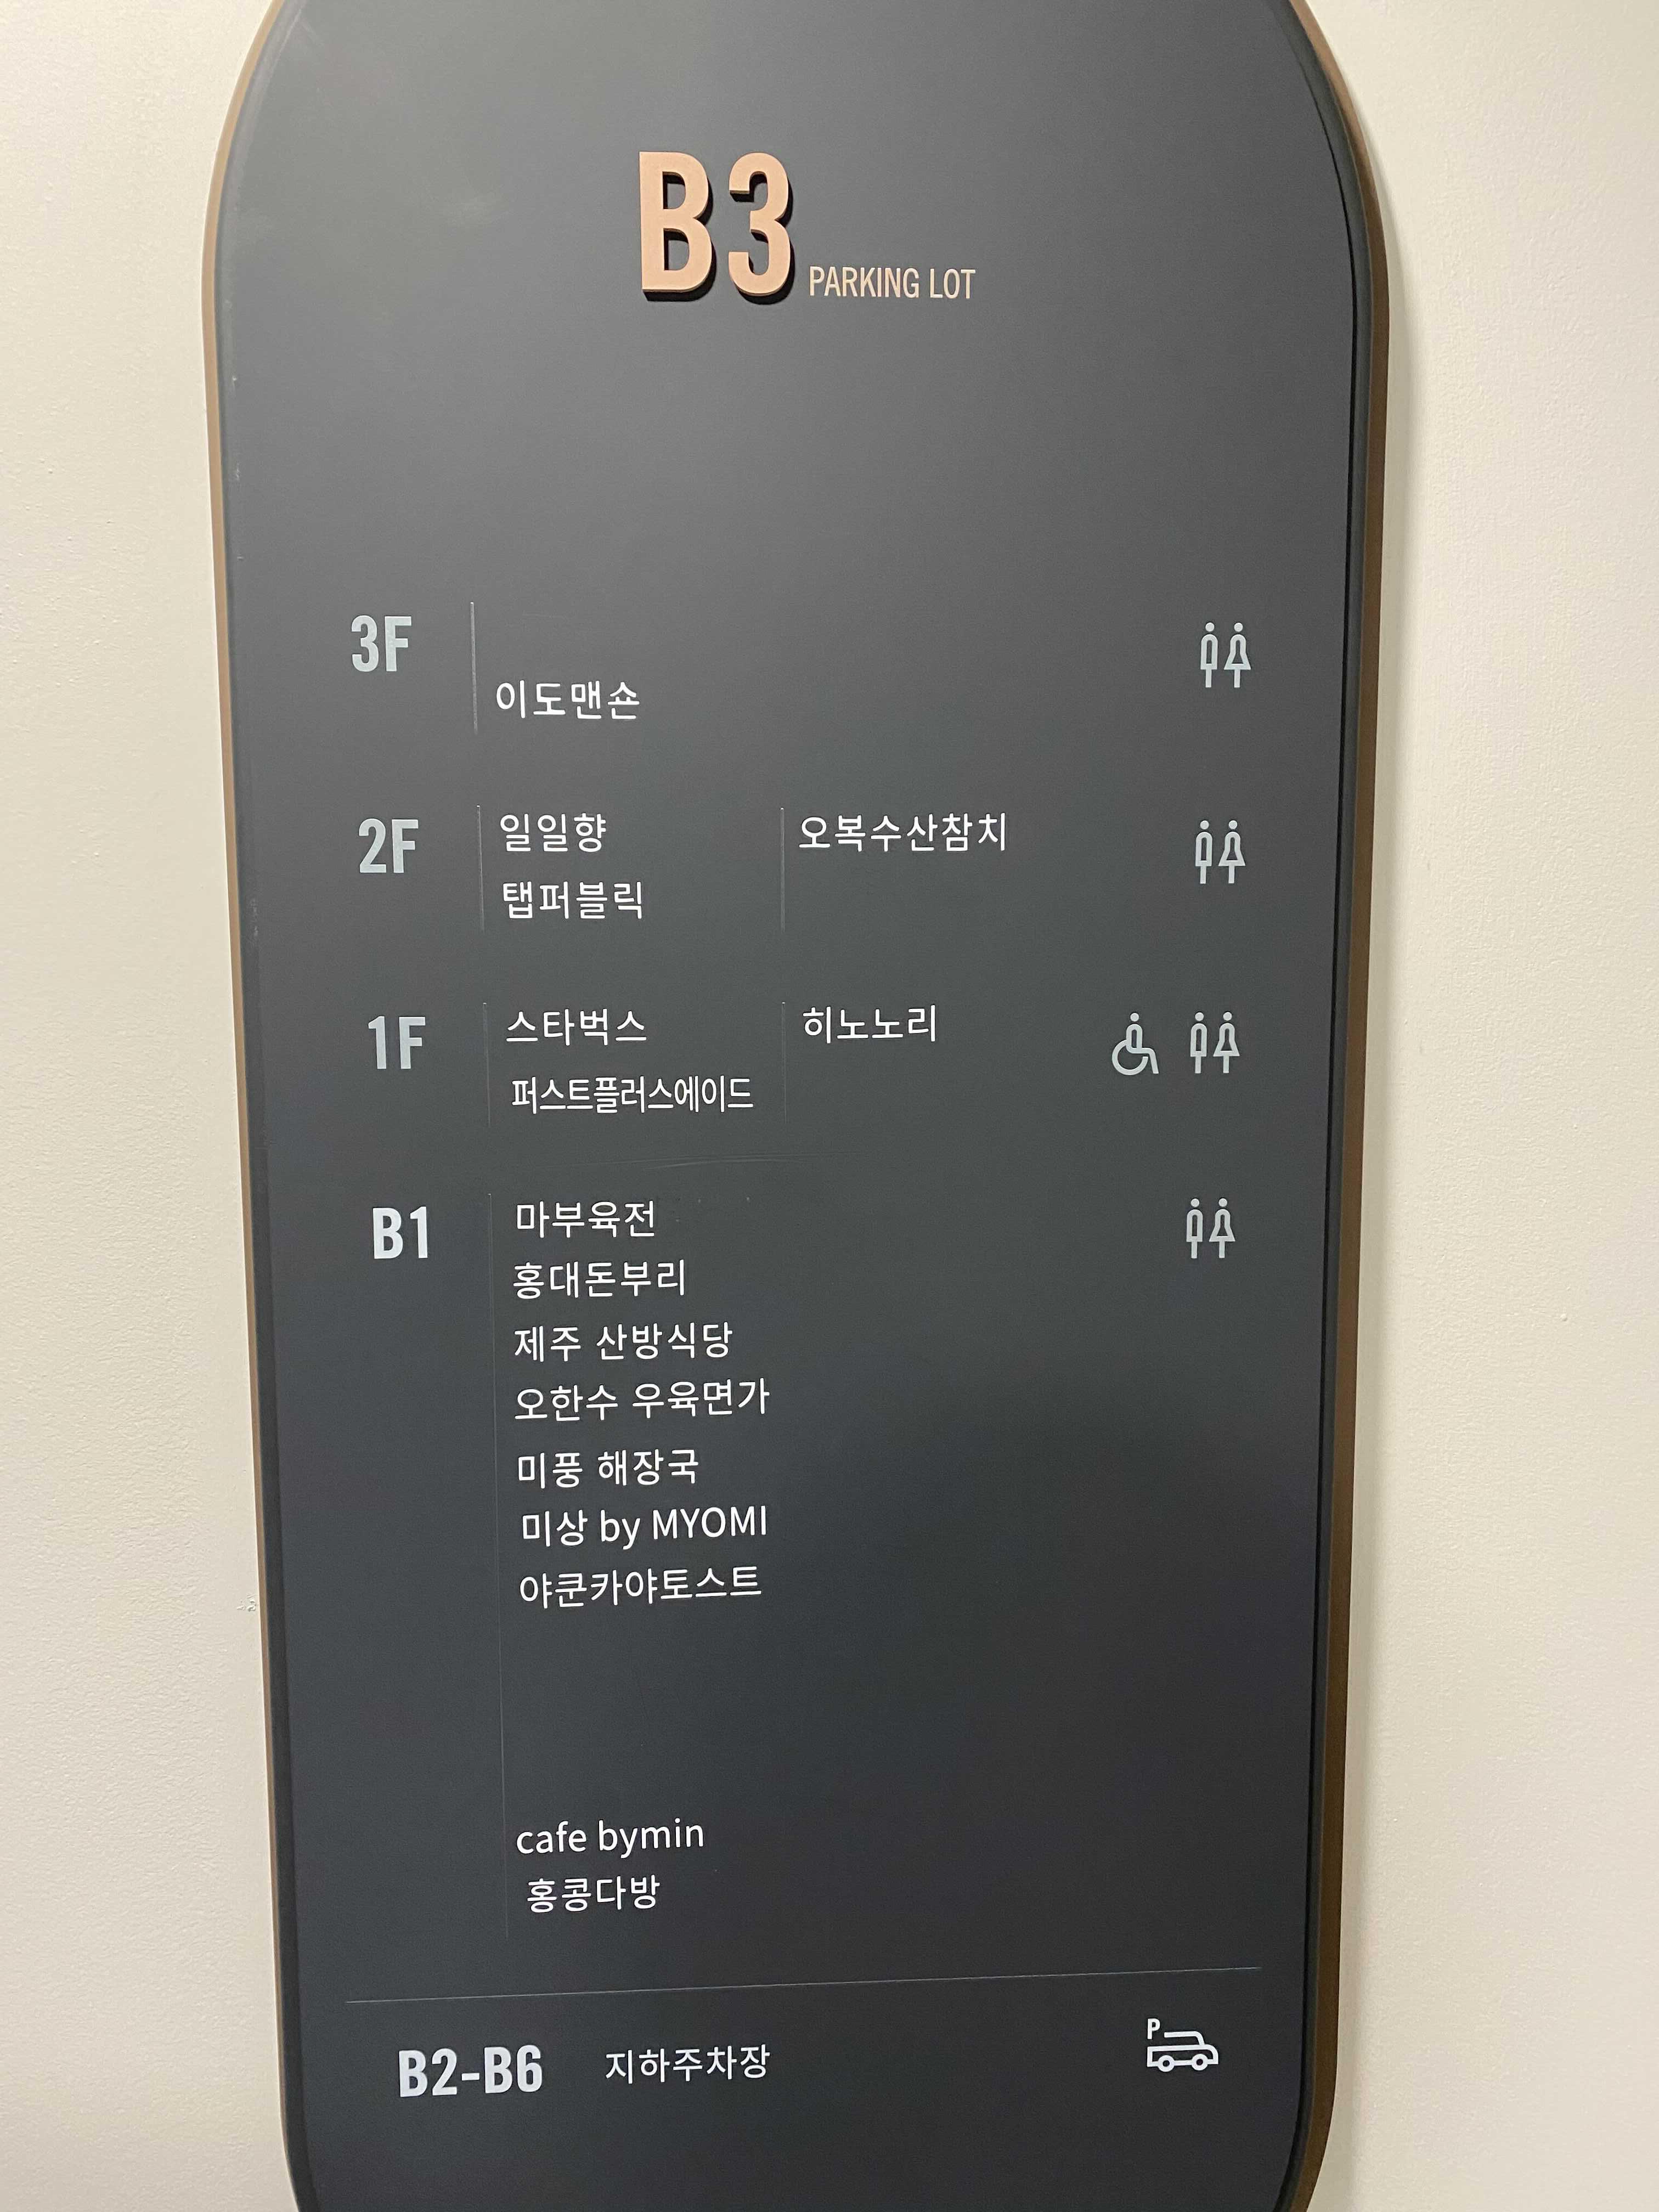 B3 PARKING LOT
3F
이도맨숀
2F 일일향 오복수산참치
탭퍼블릭
1F 스타벅스 히노노리
퍼스트플러스에이드
B1 마부육전
홍대돈부리
제주 산방식당
오한수 우육면가
미풍 해장국
미상 by MYOMI
야쿤카야토스트
cafe bymin
홍콩다방
P
B2-B6 지하주차장